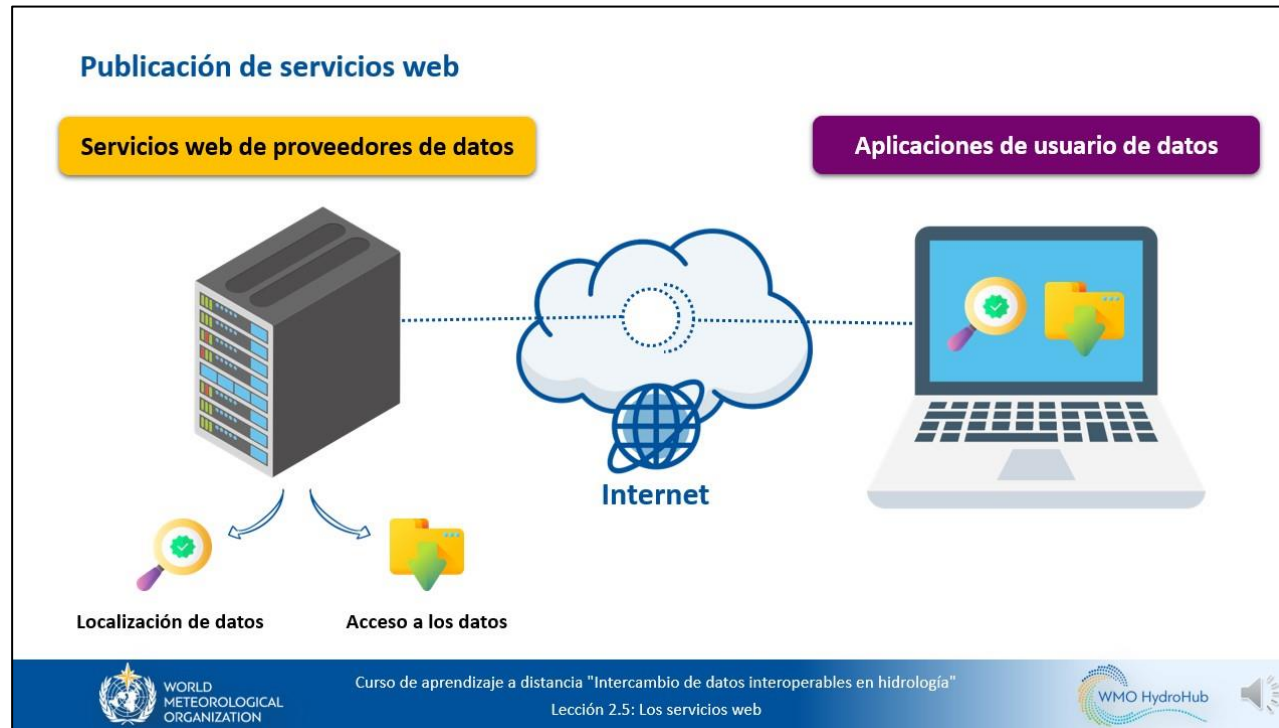 Publicación de servicios web
Servicios web de proveedores de datos
Aplicaciones de usuario de datos
Internet
Localización de datos
Acceso a los datos
WORLD
METEOROLOGICAL
ORGANIZATION
Curso de aprendizaje a distancia "Intercambio de datos interoperables en hidrología"
Lección 2.5: Los servicios web
WMO HydroHub